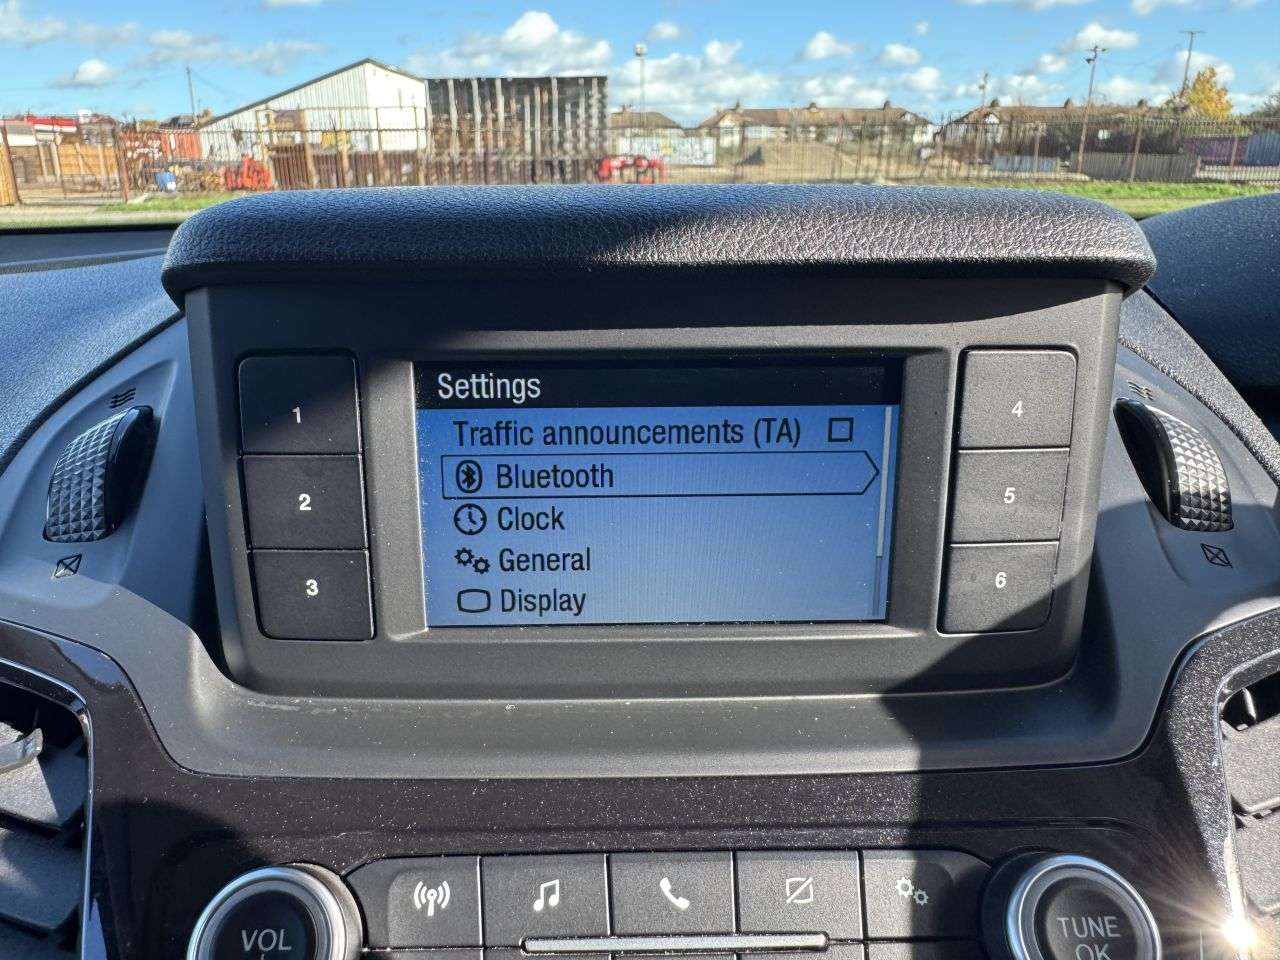 Settings
Traffic announcements (TA)
Bluetooth
Clock
General
Display
1
2
3
4
5
6
VOL
TUNE
OK